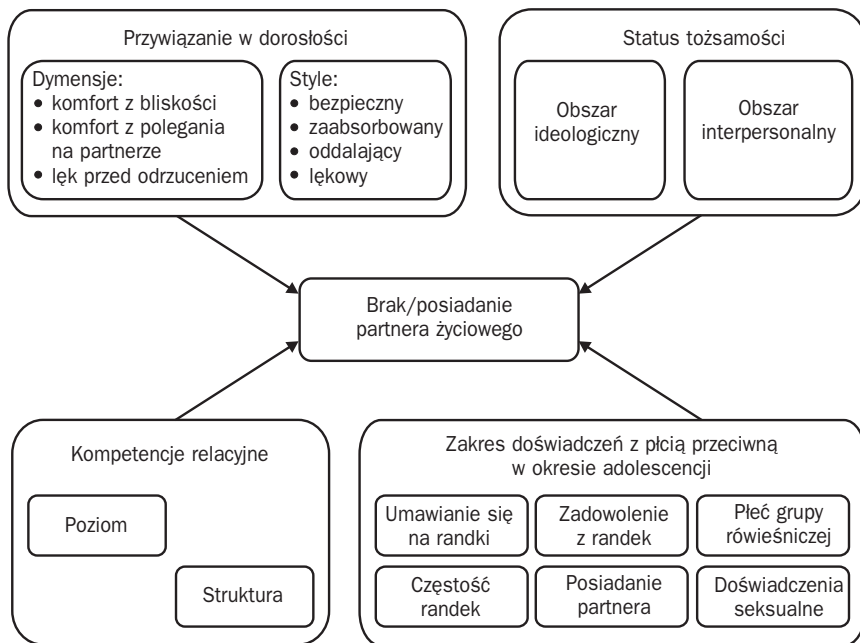 Przywiązanie w dorosłości
Dymensje:
• komfort z bliskości
• komfort z polegania
na partnerze
• lęk przed odrzuceniem
Style:
• bezpieczny
• zaabsorbowany
• oddalający
• lękowy
Status tożsamości
Obszar
ideologiczny
Obszar
interpersonalny
Brak/posiadanie
partnera życiowego
Kompetencje relacyjne
Poziom
Struktura
Zakres doświadczeń z płcią przeciwną
w okresie adolescencji
Umawianie się
na randki
Zadowolenie
z randek
Płeć grupy
rówieśniczej
Częstość
randek
Posiadanie
partnera
Doświadczenia
seksualne